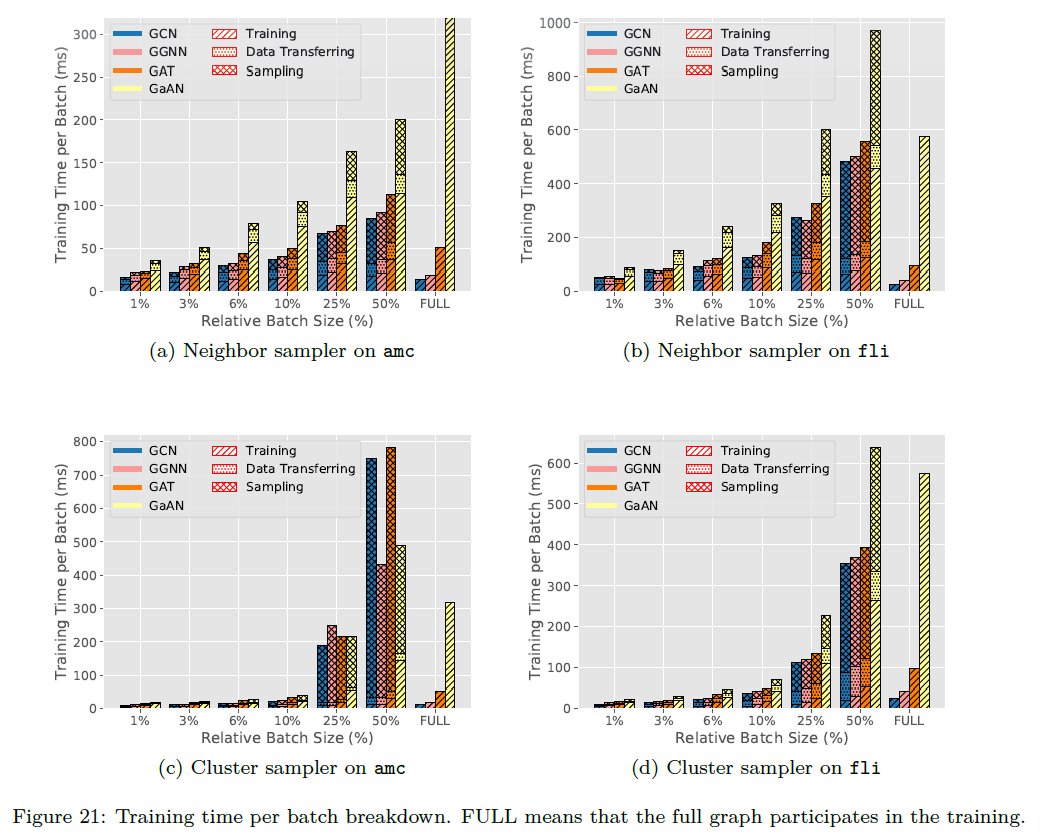 Training Time per Batch (ms)
300
250
200
150
100
50
0
GCN
GGNN
GAT
GaAN
Training
Data Transferring
Sampling
1% 3% 6% 10% 25% 50% FULL
Relative Batch Size (%)
(a) Neighbor sampler on amc
Training Time per Batch (ms)
1000
800
600
400
200
0
GCN
GGNN
GAT
GaAN
Training
Data Transferring
Sampling
1% 3% 6% 10% 25% 50% FULL
Relative Batch Size (%)
(b) Neighbor sampler on fli
Training Time per Batch (ms)
800
700
600
500
400
300
200
100
0
GCN
GGNN
GAT
GaAN
Training
Data Transferring
Sampling
1% 3% 6% 10% 25% 50% FULL
Relative Batch Size (%)
(c) Cluster sampler on amc
Training Time per Batch (ms)
600
500
400
300
200
100
0
GCN
GGNN
GAT
GaAN
Training
Data Transferring
Sampling
1% 3% 6% 10% 25% 50% FULL
Relative Batch Size (%)
(d) Cluster sampler on fli
Figure 21: Training time per batch breakdown. FULL means that the full graph participates in the training.